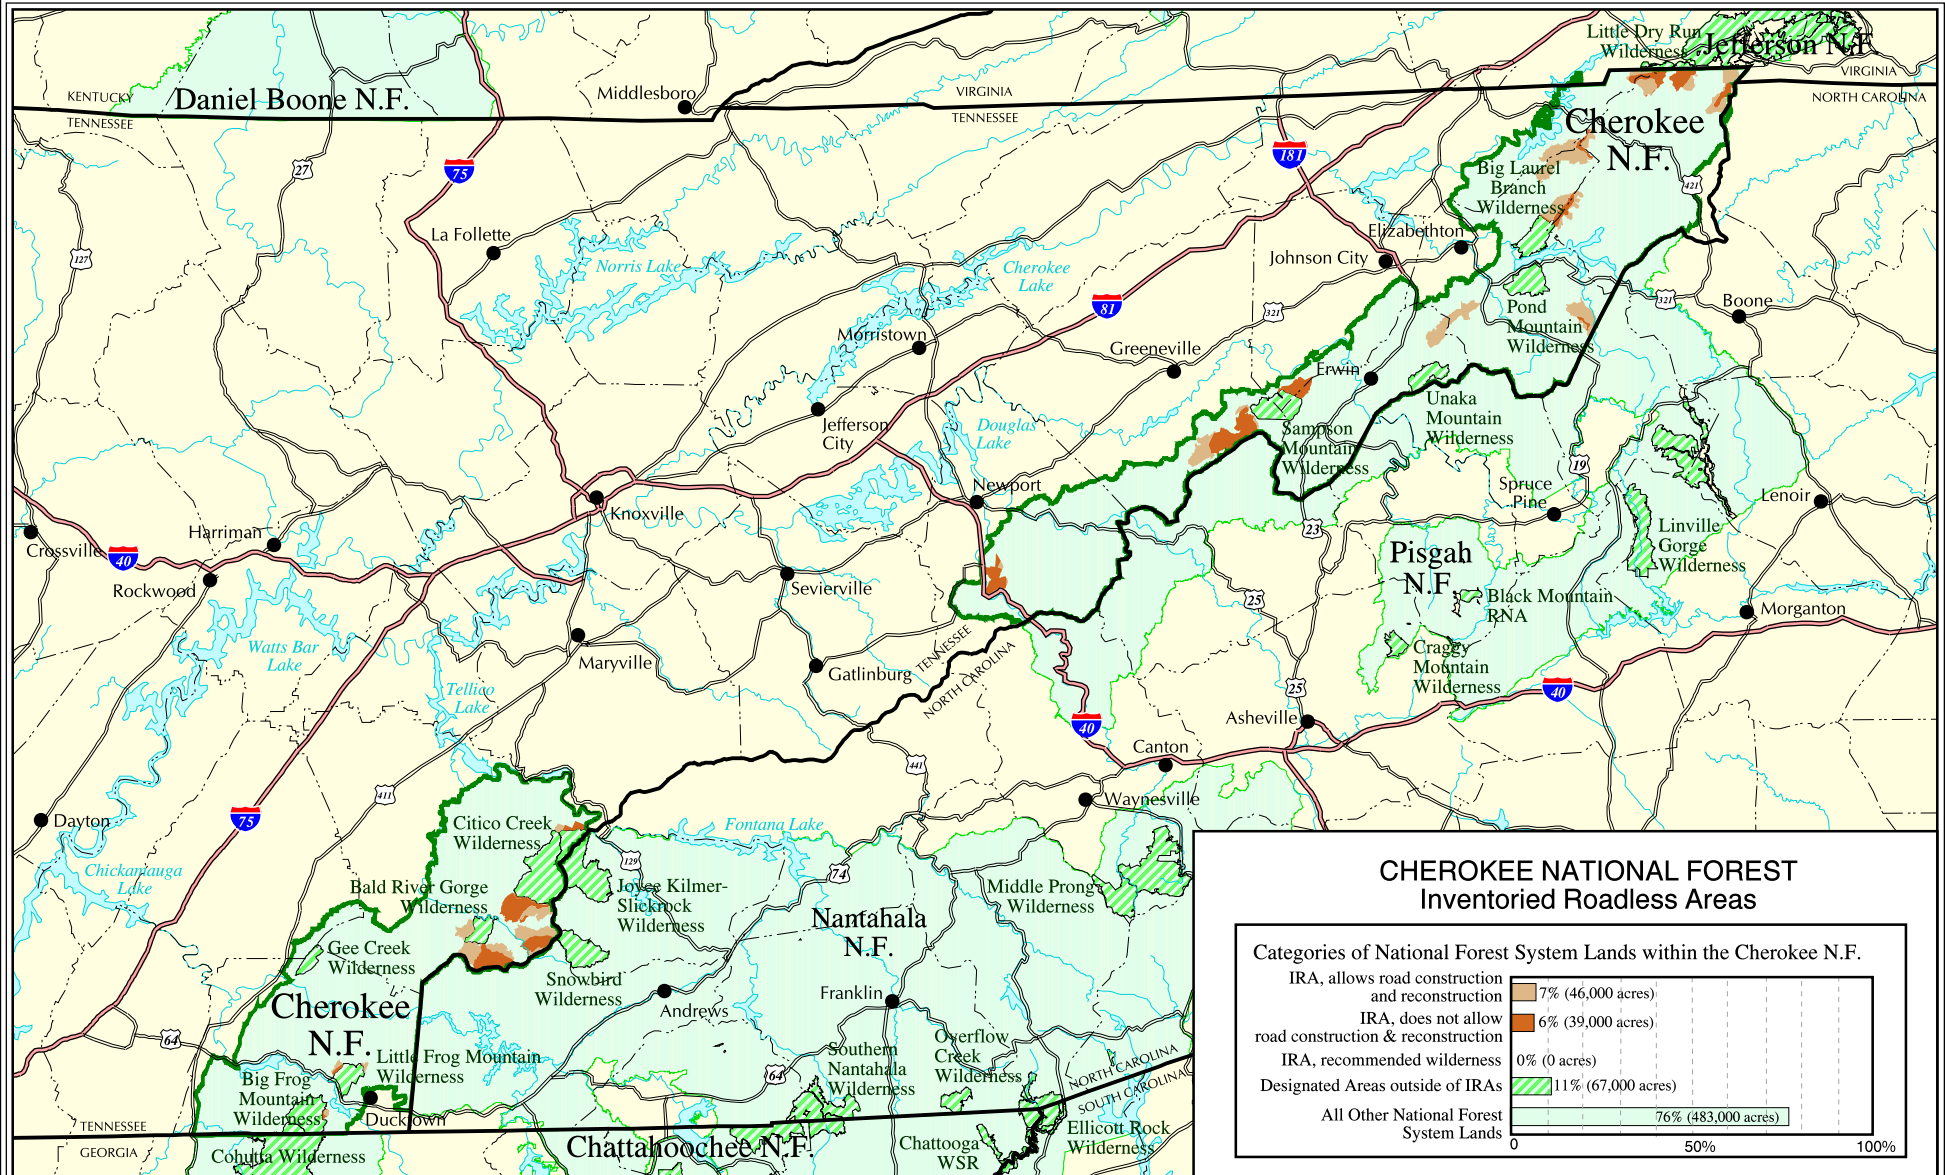 Little Dry Run
Wilderness
Jefferson N.F.
KENTUCKY
TENNESSEE
Daniel Boone N.F.
Middlesboro
VIRGINIA
TENNESSEE
VIRGINIA
NORTH CAROLINA
Cherokee
N.F.
27
75
181
421
Big Laurel
Branch
Wilderness
La Follette
127
Norris Lake
Cherokee
Lake
Elizabethton
Johnson City
81
321
321
Boone
Pond
Mountain
Wilderness
Morristown
Greeneville
Erwin
Jefferson
City
Douglas
Lake
Unaka
Mountain
Wilderness
Sampson
Mountain
Wilderness
19
Newport
Spruce
Pine
Lenoir
Knoxville
Harriman
Crossville
40
Rockwood
23
Linville
Gorge
Wilderness
Pisgah
N.F.
Sevierville
25
Black Mountain
RNA
Morganton
Watts Bar
Lake
Maryville
Gatlinburg
TENNESSEE
NORTH CAROLINA
Craggy
Mountain
Wilderness
Tellico
Lake
25
40
40
Asheville
Canton
441
411
Waynesville
Dayton
75
Citico Creek
Wilderness
Fontana Lake
129
74
Chickamauga
Lake
Bald River Gorge
Wilderness
Joyce Kilmer-
Slickrock
Wilderness
Middle Prong
Wilderness
Nantahala
N.F.
Gee Creek
Wilderness
Snowbird
Wilderness
Franklin
Andrews
Cherokee
N.F.
64
Little Frog Mountain
Wilderness
Southern
Nantahala
Wilderness
Overflow
Creek
Wilderness
64
NORTH CAROLINA
SOUTH CAROLINA
Big Frog
Mountain
Wilderness
Ducktown
TENNESSEE
GEORGIA
Cohutta Wilderness
Chattahoochee N.F.
Chattooga
WSR
Ellicott Rock
Wilderness
CHEROKEE NATIONAL FOREST
Inventoried Roadless Areas
Categories of National Forest System Lands within the Cherokee N.F.
IRA, allows road construction
and reconstruction
7% (46,000 acres)
IRA, does not allow
road construction & reconstruction
6% (39,000 acres)
IRA, recommended wilderness
0% (0 acres)
Designated Areas outside of IRAs
11% (67,000 acres)
All Other National Forest
System Lands
76% (483,000 acres)
0 50% 100%